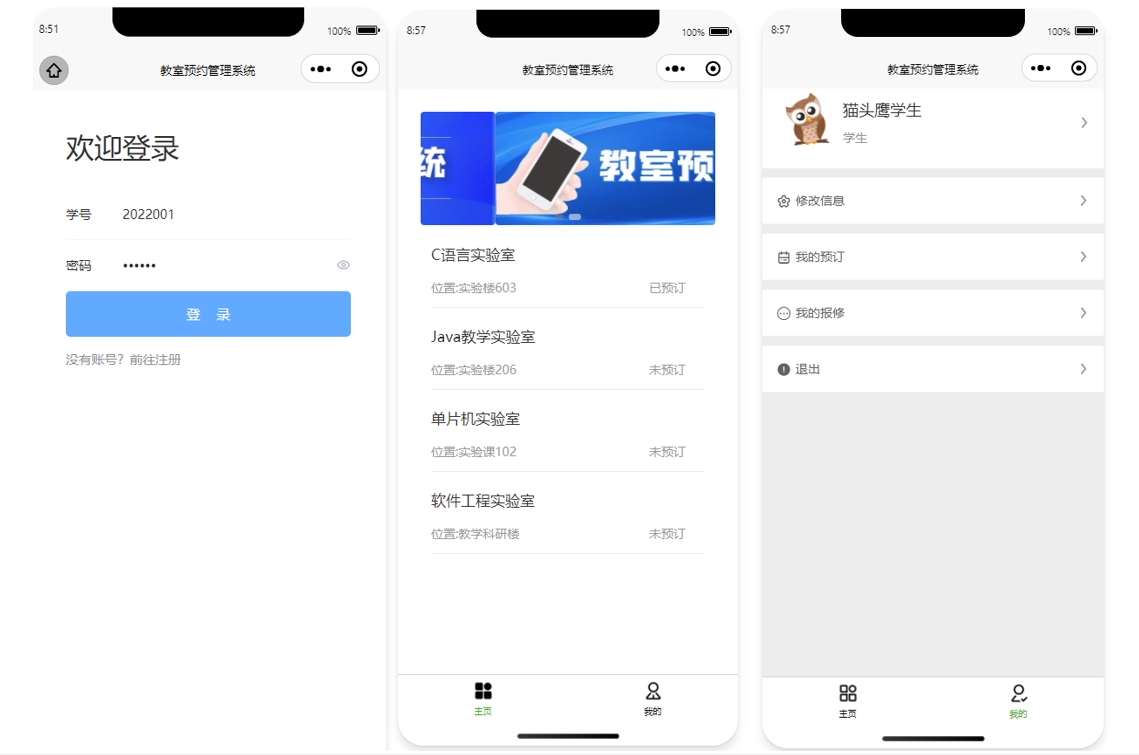 8:51
100%
教室预约管理系统
欢迎登录
学号 2022001
密码 ••••••
登 录
没有账号？前往注册
8:57
100%
教室预约管理系统
统
教室预
C语言实验室
位置:实验楼603 已预订
Java教学实验室
位置:实验楼206 未预订
单片机实验室
位置:实验课102 未预订
软件工程实验室
位置:教学科研楼 未预订
主页 我的
8:57
100%
教室预约管理系统
猫头鹰学生
学生
修改信息
我的预订
我的报修
退出
主页 我的